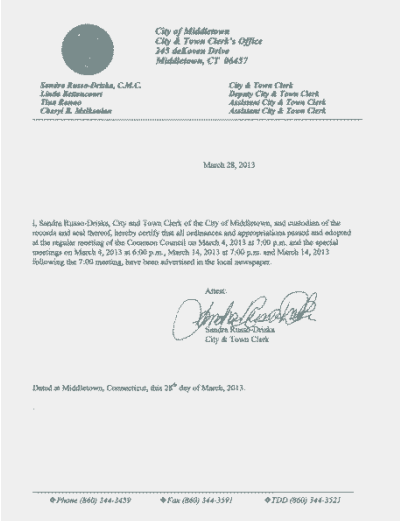 City of Middletown
City & Town Clerk's Office
245 deKoven Drive
Middletown, CT 06457
Sandra Russo-Driska, C.M.C. City & Town Clerk
Linda Bettencourt Deputy City & Town Clerk
Tina Assistant City & Town Clerk
Cheryl R. Assistant City & Town Clerk
March 28, 2013
I, Sandra Russo-Driska, City and Town Clerk of the City of Middletown, and custodian of the
records and seal thereof, hereby certify that all ordinances and appropriations passed and adopted
at the regular meeting of the Common Council on March 4, 2013 at 7:00 p.m. and the special
meetings on March 4, 2013 at 6:00 p.m., March 14, 2013 at 7:00 p.m. and March 14, 2013
following the 7:00 meeting, have been advertised in the local newspaper.
Attest:
Sandra Russo-Driska
City & Town Clerk
Dated at Middletown, Connecticut, this 28th day of March, 2013.
❖Phone (860) 344-3459 ❖Fax (860) 344-3591 ❖TDD (860) 344-3521